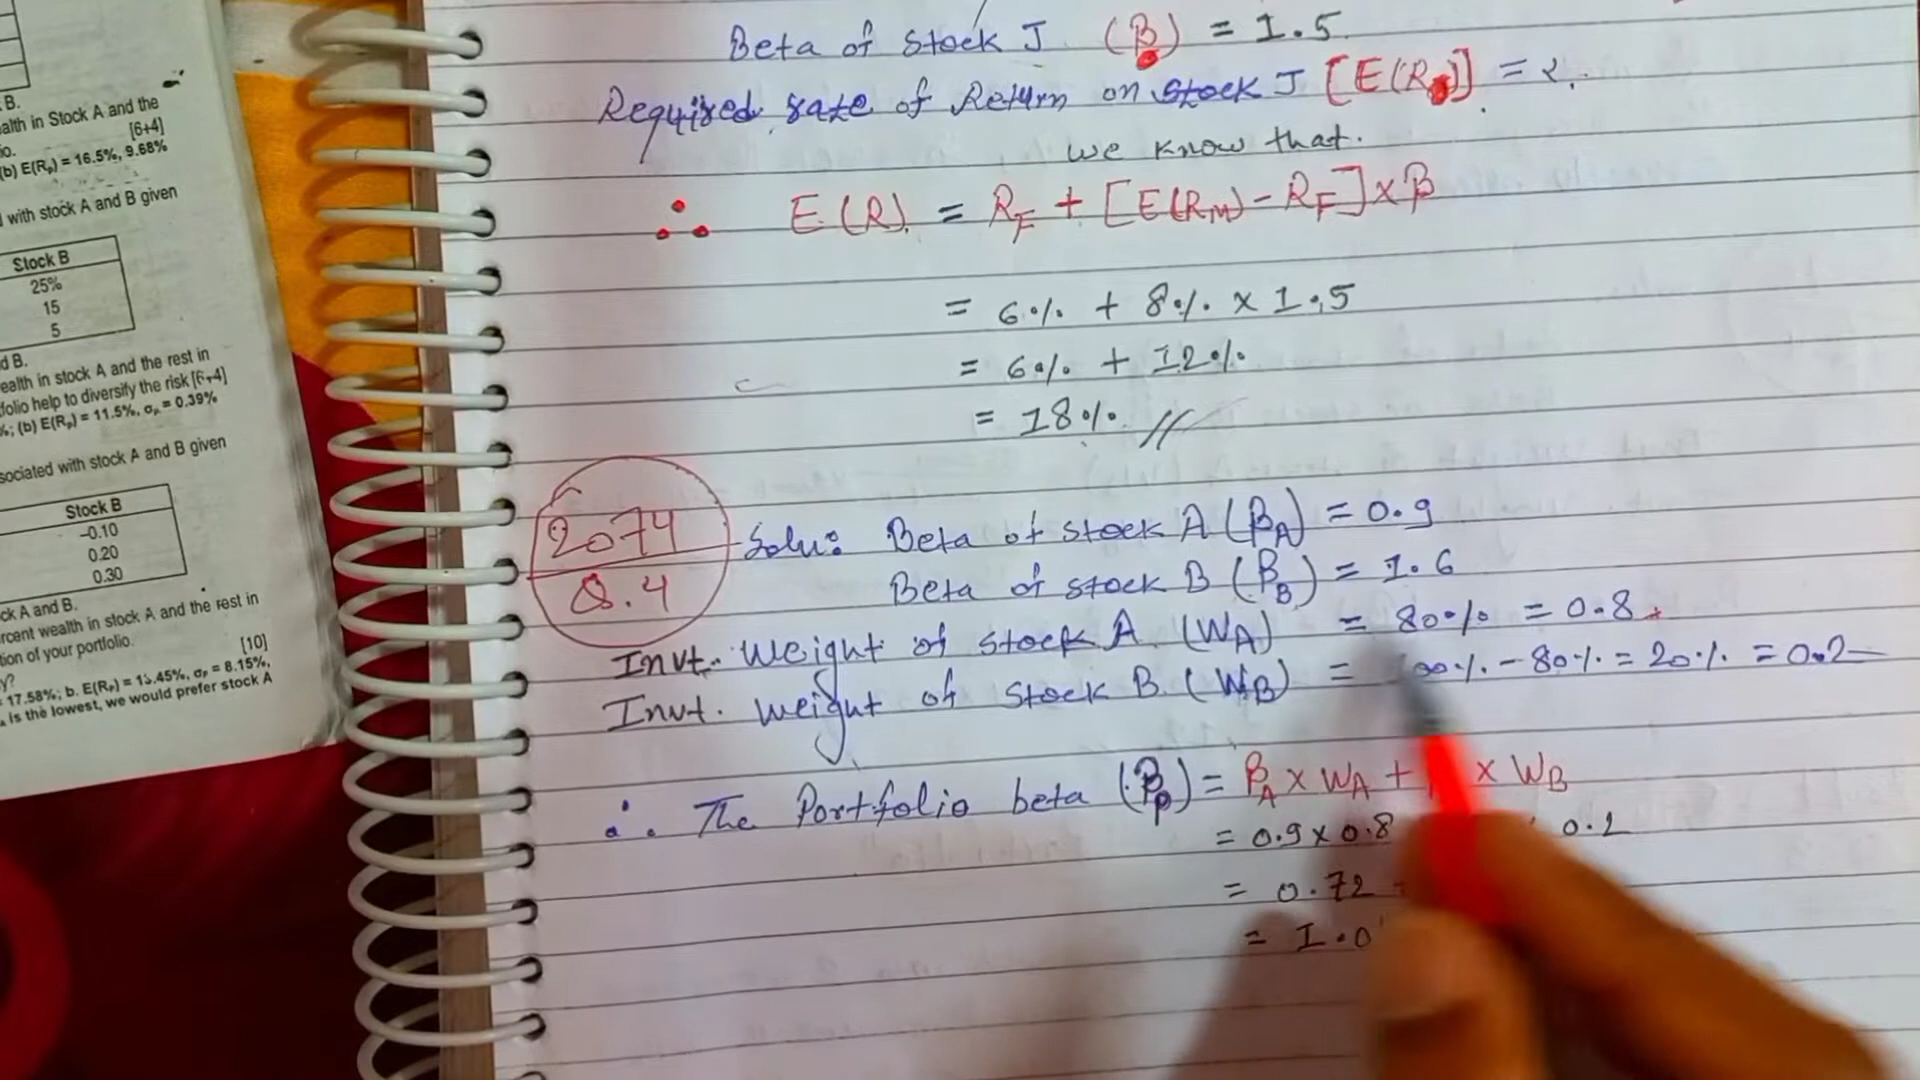 B.
alth in Stock A and the
[6+4]
io.
(b) E(Rp) = 16.5%, 9.68%
with stock A and B given
Stock B
25%
15
5
d B.
ealth in stock A and the rest in
folio help to diversify the risk [6+4]
%; (b) E(Rp) = 11.5%, σp = 0.39%
sociated with stock A and B given
Stock B
-0.10
0.20
0.30
ck A and B.
rcent wealth in stock A and the rest in
tion of your portfolio.
[10]
y?
17.58%; b. E(Rp) = 13.45%, σp = 8.15%,
is the lowest, we would prefer stock A
Beta of Stock J (β) = 1.5
Required rate of Return on Stock J [E(R)] = ?
we know that.
∴ E(R) = RF + [E(RM) - RF] × β
= 6% + 8% × 1.5
= 6% + 12%
= 18% //
2074
Q.4
Solu: Beta of stock A (βA) = 0.9
Beta of stock B (βB) = 1.6
Invt. Weight of stock A (WA) = 80% = 0.8
Invt. weight of stock B (WB) = 100% - 80% = 20% = 0.2
∴ The Portfolio beta (βp) = βA × WA + × WB
= 0.9 × 0.8 0.2
= 0.72
= 1.0